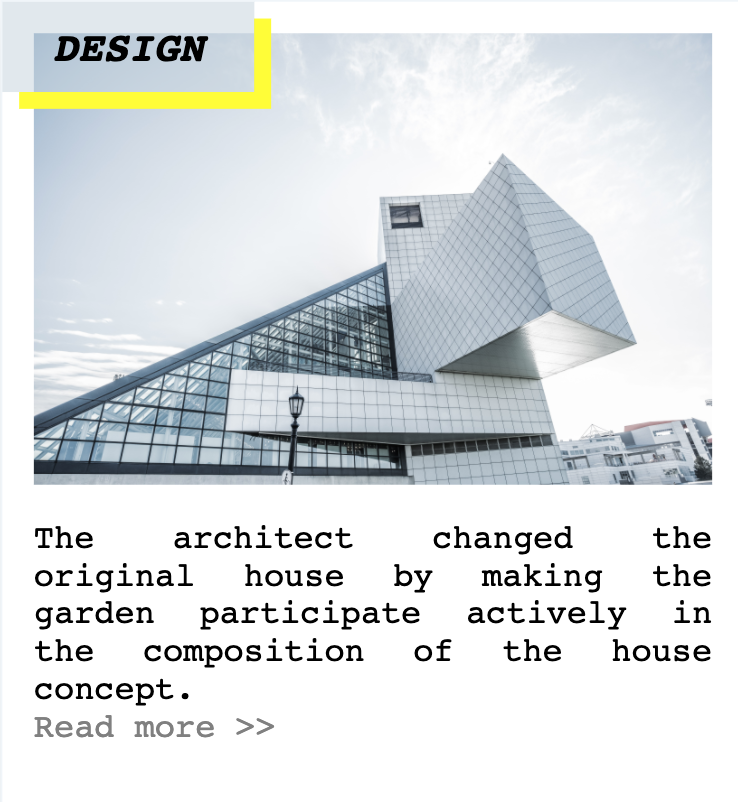 DESIGN
The architect changed the
original house by making the
garden participate actively in
the composition of the house
concept.
Read more >>